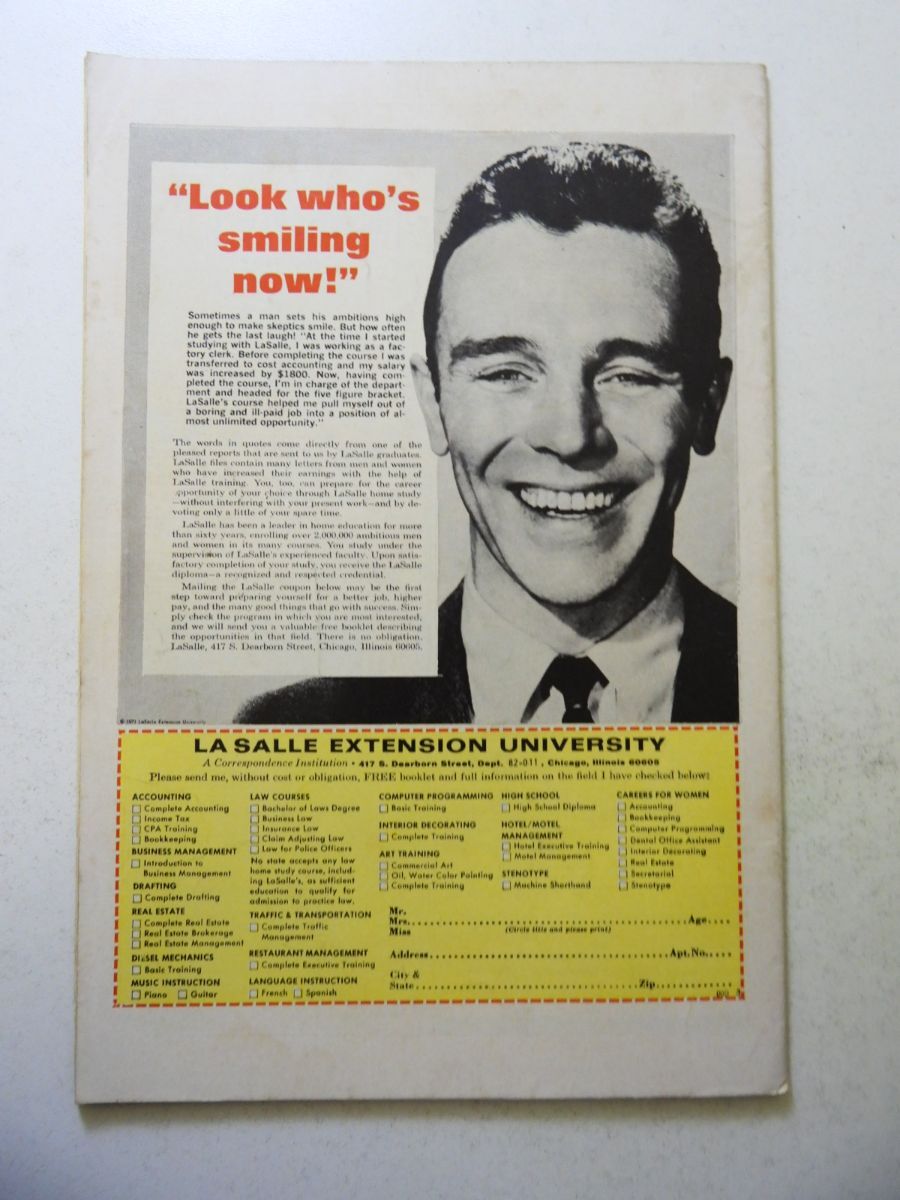 “Look who’s
smiling
now!”
Sometimes a man sets his ambitions high
enough to make skeptics smile. But how often
he gets the last laugh! "At the time I started
studying with LaSalle, I was working as a fac-
tory clerk. Before completing the course I was
transferred to cost accounting and my salary
was increased by $1800. Now, having com-
pleted the course, I'm in charge of the depart-
ment and headed for the five figure bracket.
LaSalle's course helped me pull myself out of
a boring and ill-paid job into a position of al-
most unlimited opportunity."
The words in quotes come directly from one of the
pleased reports that are sent to us by LaSalle graduates.
LaSalle files contain many letters from men and women
who have increased their earnings with the help of
LaSalle training. You, too, can prepare for the career
opportunity of your choice through LaSalle home study
—without interfering with your present work—and by de-
voting only a little of your spare time.
LaSalle has been a leader in home education for more
than sixty years, enrolling over 2,000,000 ambitious men
and women in its many courses. You study under the
supervision of LaSalle's experienced faculty. Upon satis-
factory completion of your study, you receive the LaSalle
diploma—a recognized and respected credential.
Mailing the LaSalle coupon below may be the first
step toward preparing yourself for a better job, higher
pay, and the many good things that go with success. Sim-
ply check the program in which you are most interested,
and we will send you a valuable free booklet describing
the opportunities in that field. There is no obligation.
LaSalle, 417 S. Dearborn Street, Chicago, Illinois 60605.
LaSalle Extension University
LA SALLE EXTENSION UNIVERSITY
A Correspondence Institution • 417 S. Dearborn Street, Dept. 82-011, Chicago, Illinois 60605
Please send me, without cost or obligation, FREE booklet and full information on the field I have checked below:
ACCOUNTING
Complete Accounting
Income Tax
CPA Training
Bookkeeping
BUSINESS MANAGEMENT
Introduction to
Business Management
DRAFTING
Complete Drafting
REAL ESTATE
Complete Real Estate
Real Estate Brokerage
Real Estate Management
DIESEL MECHANICS
Basic Training
MUSIC INSTRUCTION
Piano Guitar
LAW COURSES
Bachelor of Laws Degree
Business Law
Insurance Law
Claim Adjusting Law
Law for Police Officers
No state accepts any law
home study course, includ-
ing LaSalle's, as sufficient
education to qualify for
admission to practice law.
TRAFFIC & TRANSPORTATION
Complete Traffic
Management
RESTAURANT MANAGEMENT
Complete Executive Training
LANGUAGE INSTRUCTION
French Spanish
COMPUTER PROGRAMMING
Basic Training
INTERIOR DECORATING
Complete Training
ART TRAINING
Commercial Art
Oil, Water Color Painting
Complete Training
HIGH SCHOOL
High School Diploma
HOTEL/MOTEL
MANAGEMENT
Hotel Executive Training
Motel Management
STENOTYPE
Machine Shorthand
CAREERS FOR WOMEN
Accounting
Bookkeeping
Computer Programming
Dental Office Assistant
Interior Decorating
Real Estate
Secretarial
Stenotype
Mr.
Mrs. Age
Miss (Circle title and please print)
Address Apt. No.
City &
State Zip